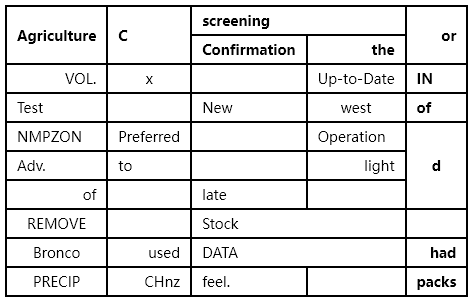 Agriculture C screening or
Confirmation the
VOL. x Up-to-Date IN
Test New west of
NMPZON Preferred Operation d
Adv. to light
of late
REMOVE Stock
Bronco used DATA had
PRECIP CHnz feel. packs